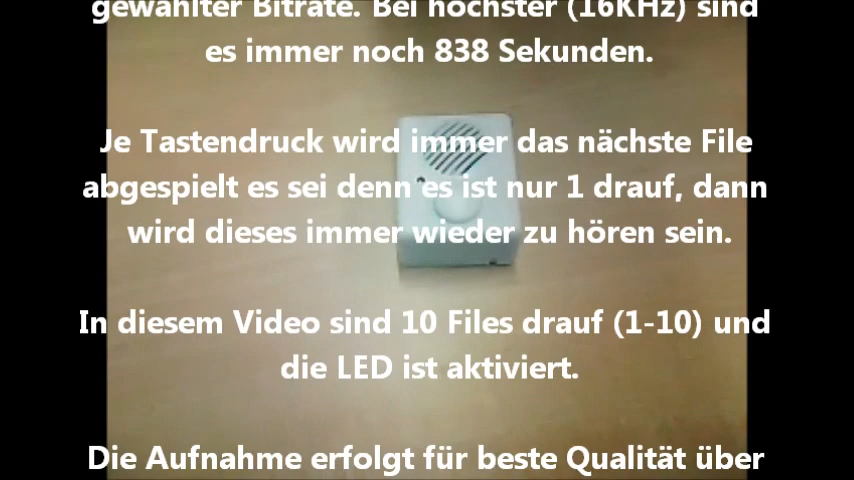 gewählter Bitrate. Bei höchster (16KHz) sind
es immer noch 838 Sekunden.
Je Tastendruck wird immer das nächste File
abgespielt es sei denn es ist nur 1 drauf, dann
wird dieses immer wieder zu hören sein.
In diesem Video sind 10 Files drauf (1-10) und
die LED ist aktiviert.
Die Aufnahme erfolgt für beste Qualität über